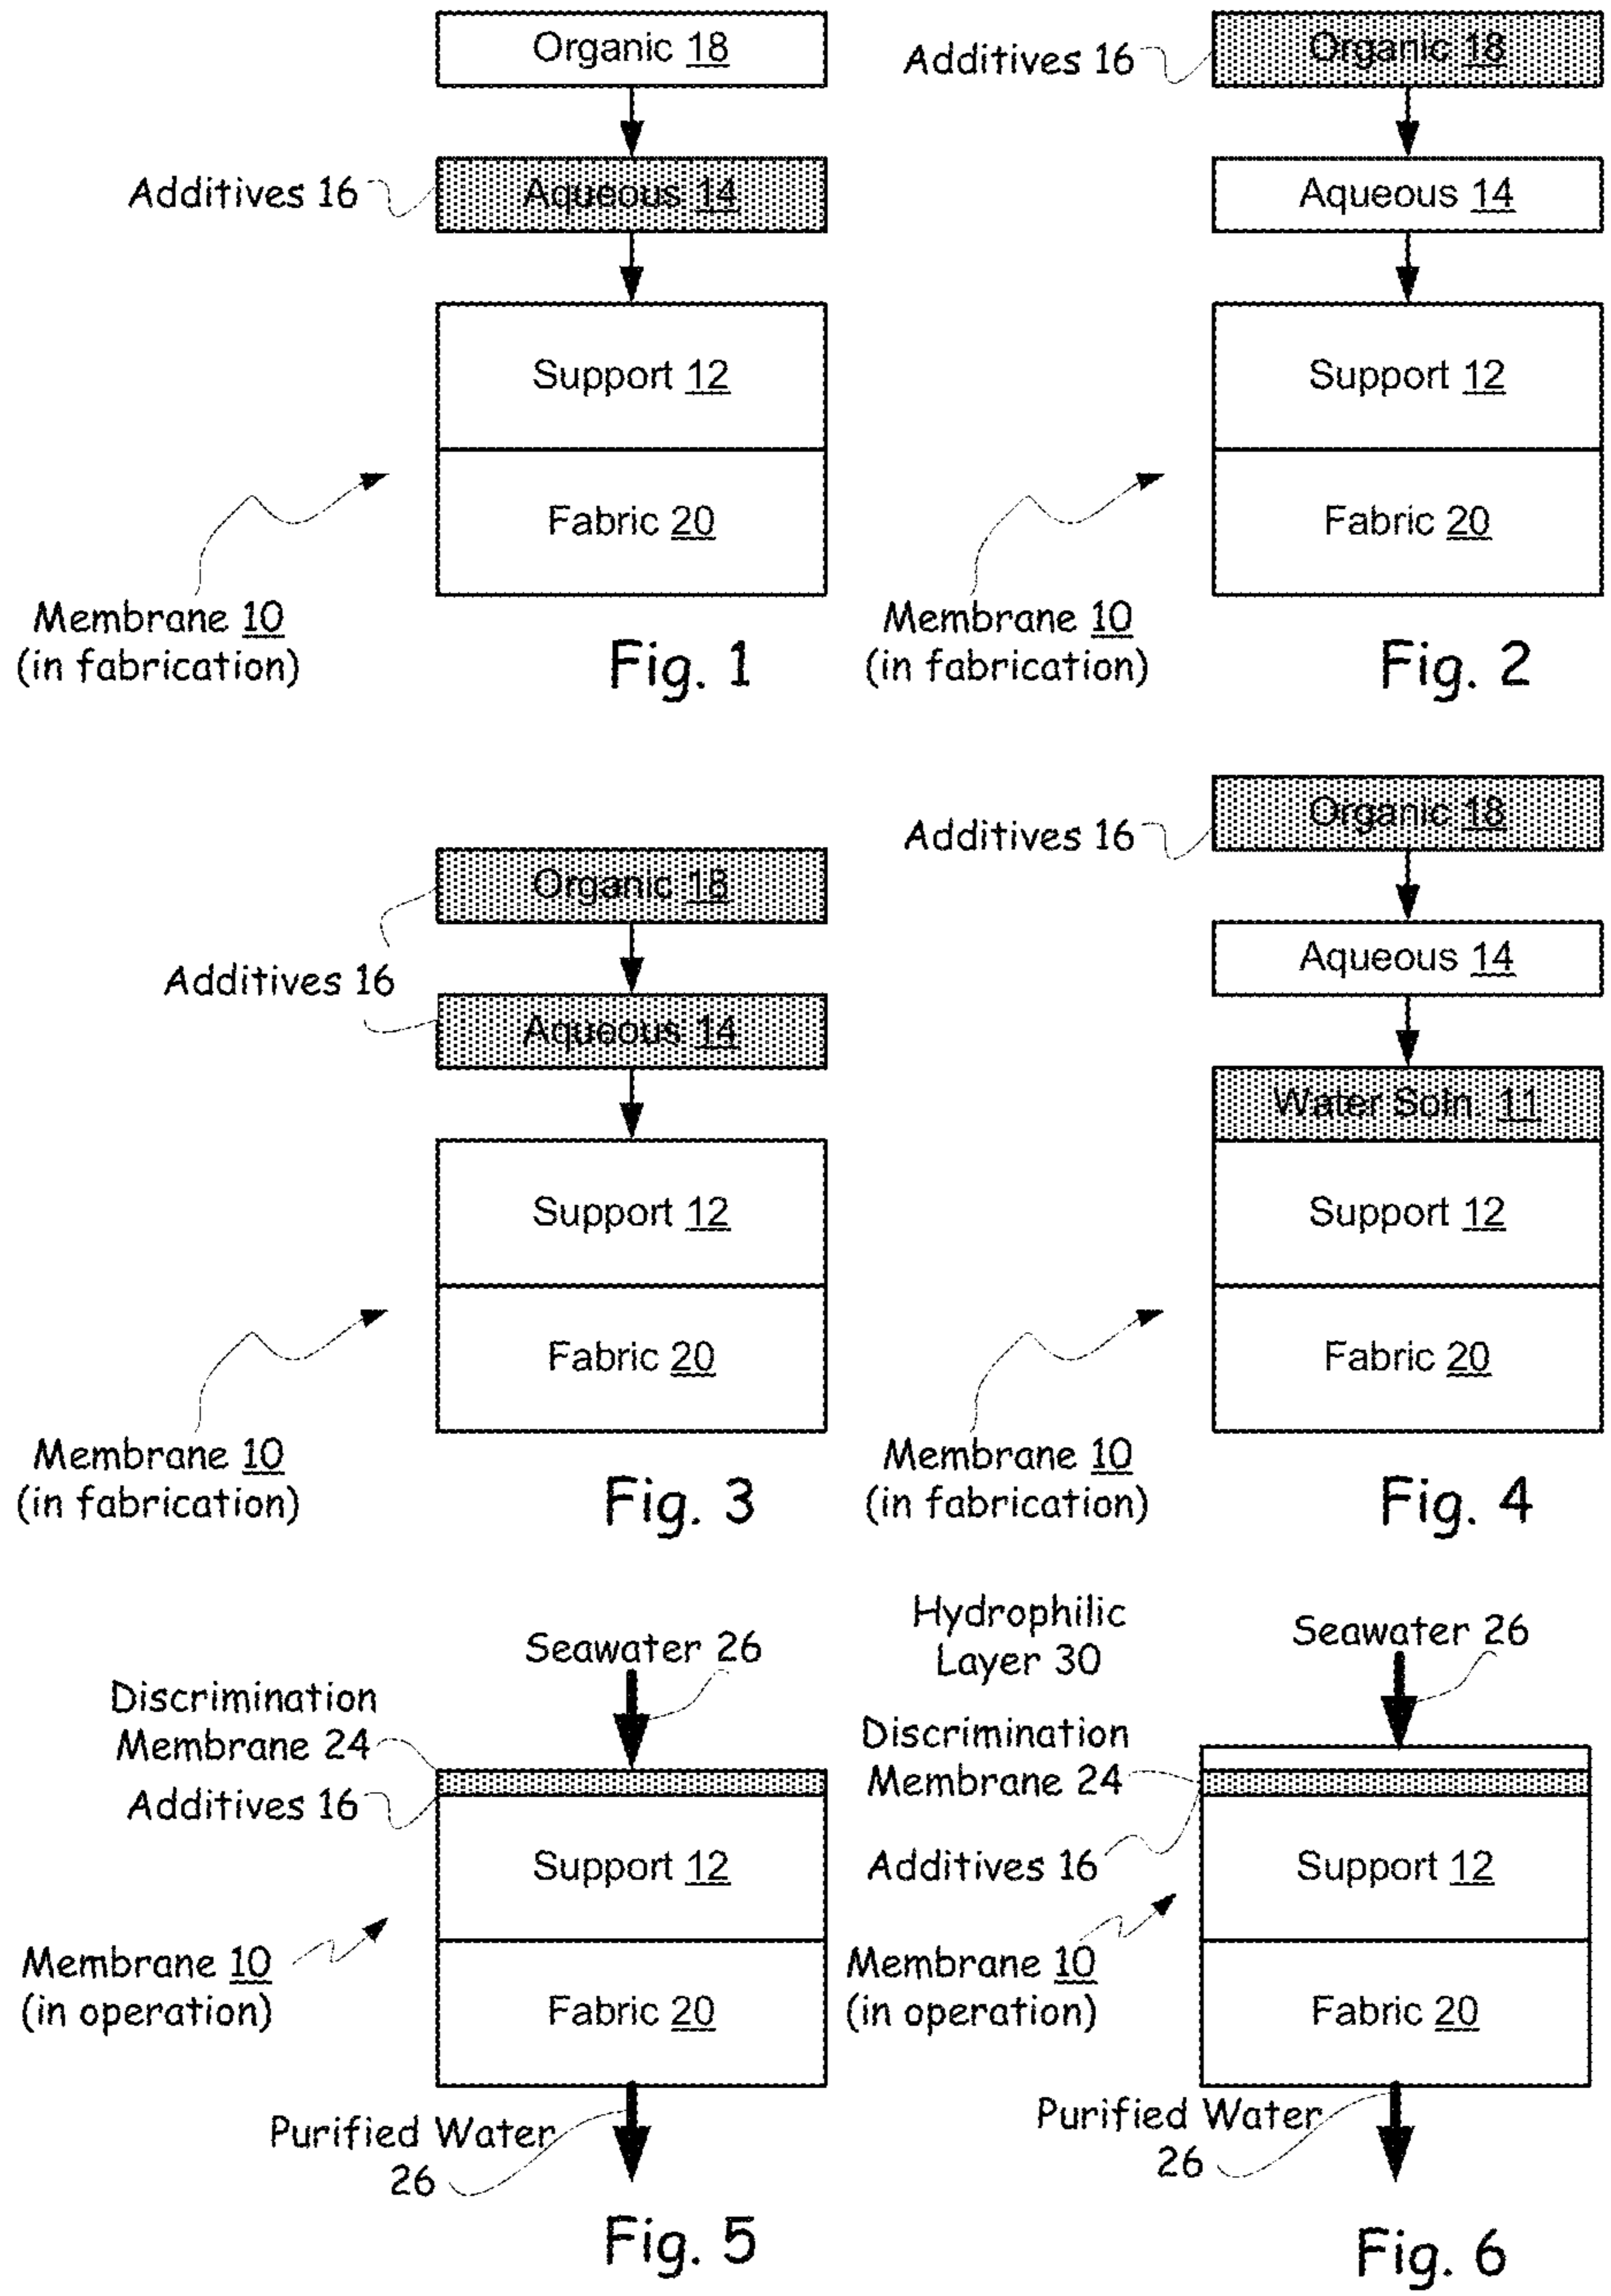 Organic 18
Additives 16
Aqueous 14
Support 12
Fabric 20
Membrane 10
(in fabrication)
Fig. 1
Additives 16
Organic 18
Aqueous 14
Support 12
Fabric 20
Membrane 10
(in fabrication)
Fig. 2
Organic 18
Additives 16
Aqueous 14
Support 12
Fabric 20
Membrane 10
(in fabrication)
Fig. 3
Additives 16
Organic 18
Aqueous 14
Water Soln. 11
Support 12
Fabric 20
Membrane 10
(in fabrication)
Fig. 4
Seawater 26
Discrimination
Membrane 24
Additives 16
Support 12
Membrane 10
(in operation)
Fabric 20
Purified Water
26
Fig. 5
Hydrophilic
Layer 30
Seawater 26
Discrimination
Membrane 24
Additives 16
Support 12
Membrane 10
(in operation)
Fabric 20
Purified Water
26
Fig. 6